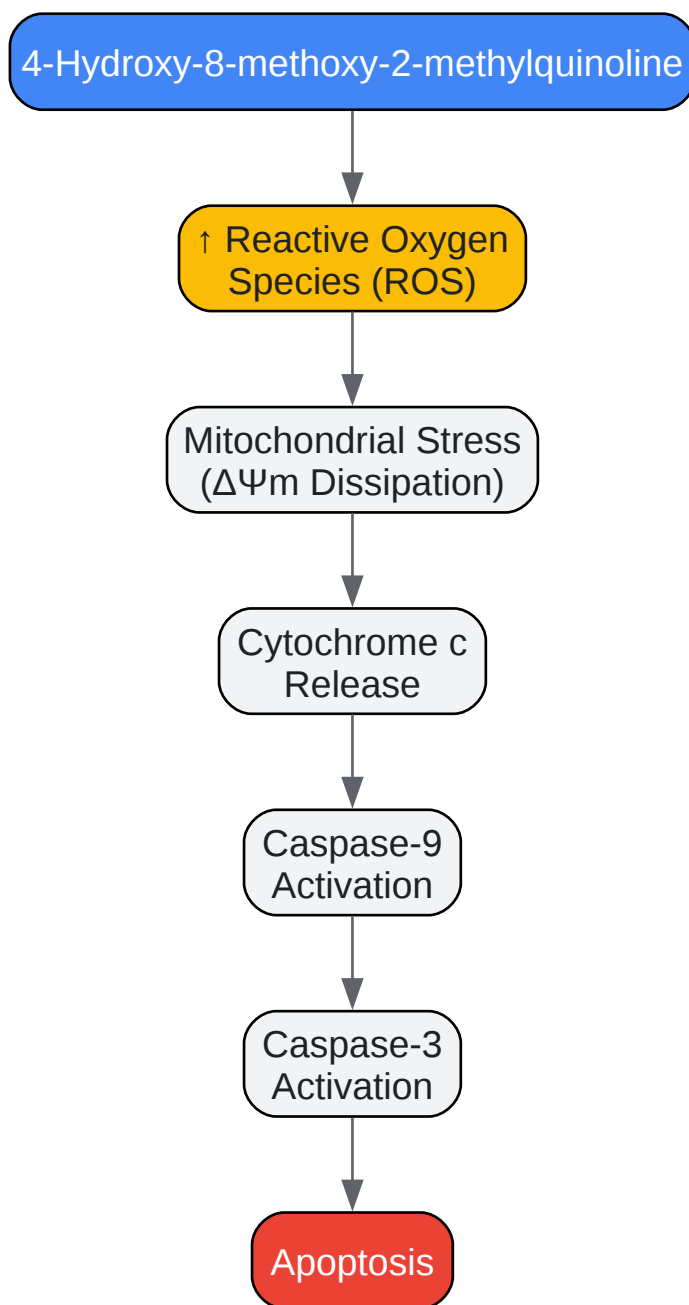 4-Hydroxy-8-methoxy-2-methylquinoline
↑ Reactive Oxygen
Species (ROS)
Mitochondrial Stress
(ΔΨm Dissipation)
Cytochrome c
Release
Caspase-9
Activation
Caspase-3
Activation
Apoptosis